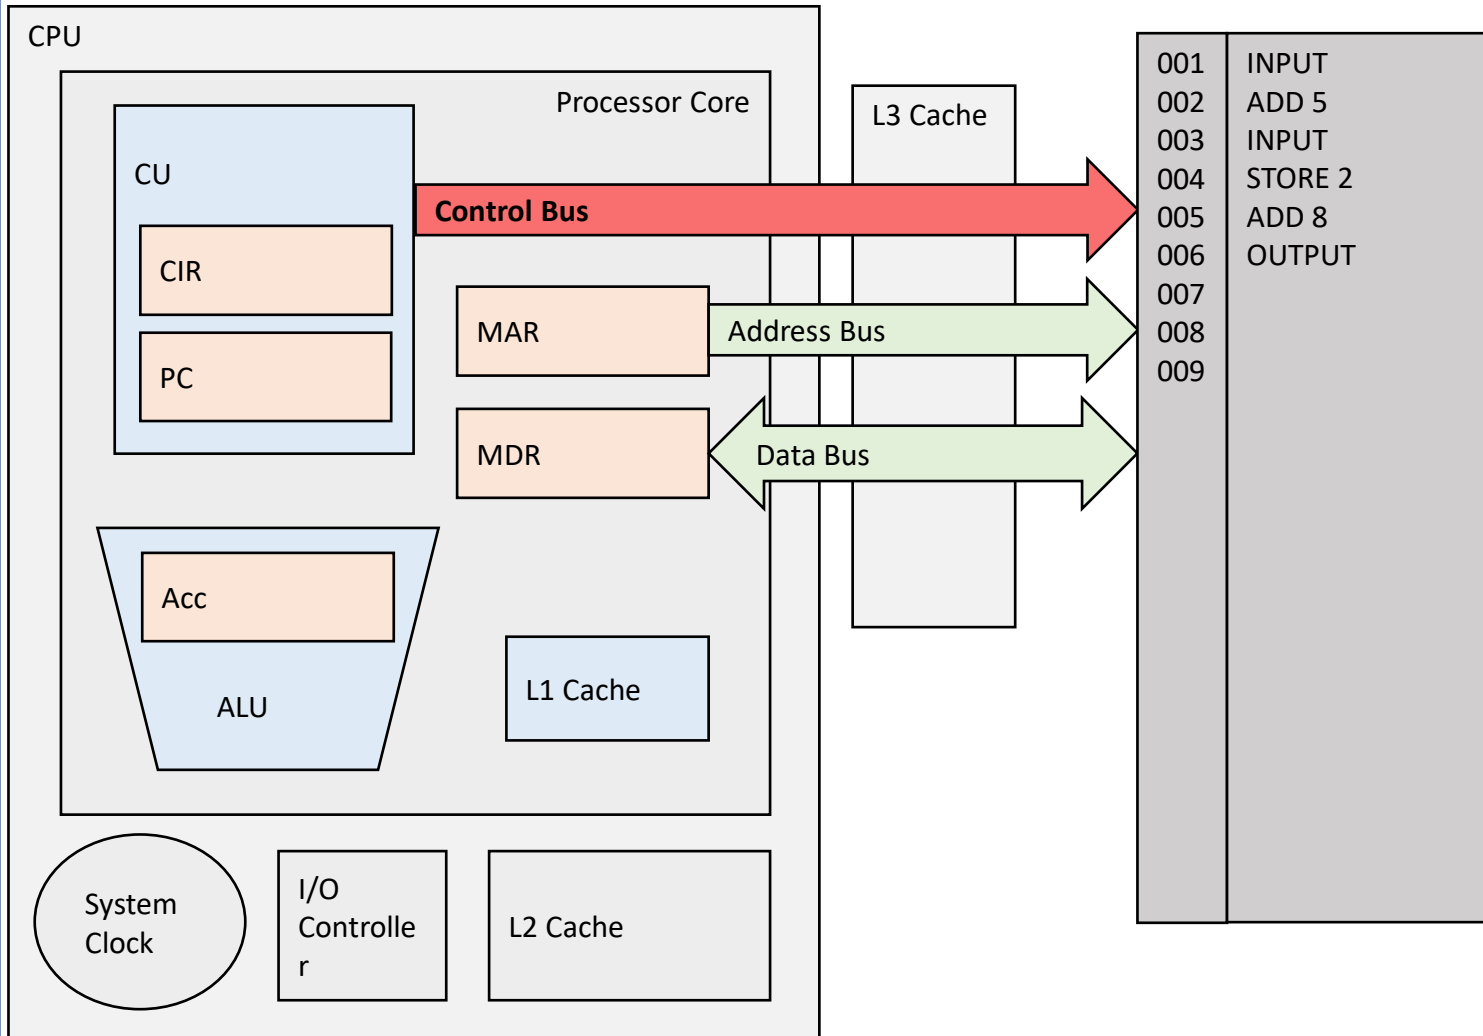 CPU
Processor Core
CU
CIR
PC
Control Bus
MAR
Address Bus
MDR
Data Bus
Acc
ALU
L1 Cache
System
Clock
I/O
Controlle
r
L2 Cache
L3 Cache
001 INPUT
002 ADD 5
003 INPUT
004 STORE 2
005 ADD 8
006 OUTPUT
007
008
009